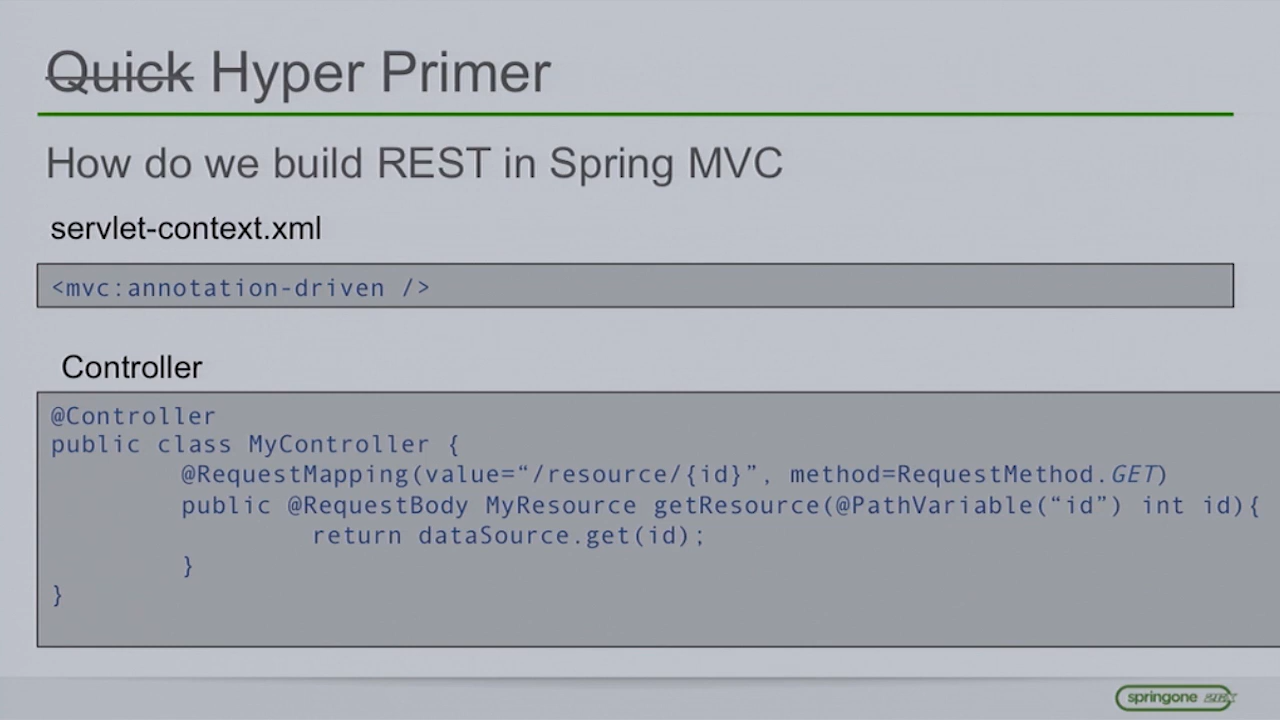 Quick Hyper Primer
How do we build REST in Spring MVC
servlet-context.xml
<mvc:annotation-driven />
Controller
@Controller
public class MyController {
@RequestMapping(value=“/resource/{id}”, method=RequestMethod.GET)
public @RequestBody MyResource getResource(@PathVariable(“id”) int id){
return dataSource.get(id);
}
}
springone 2GX